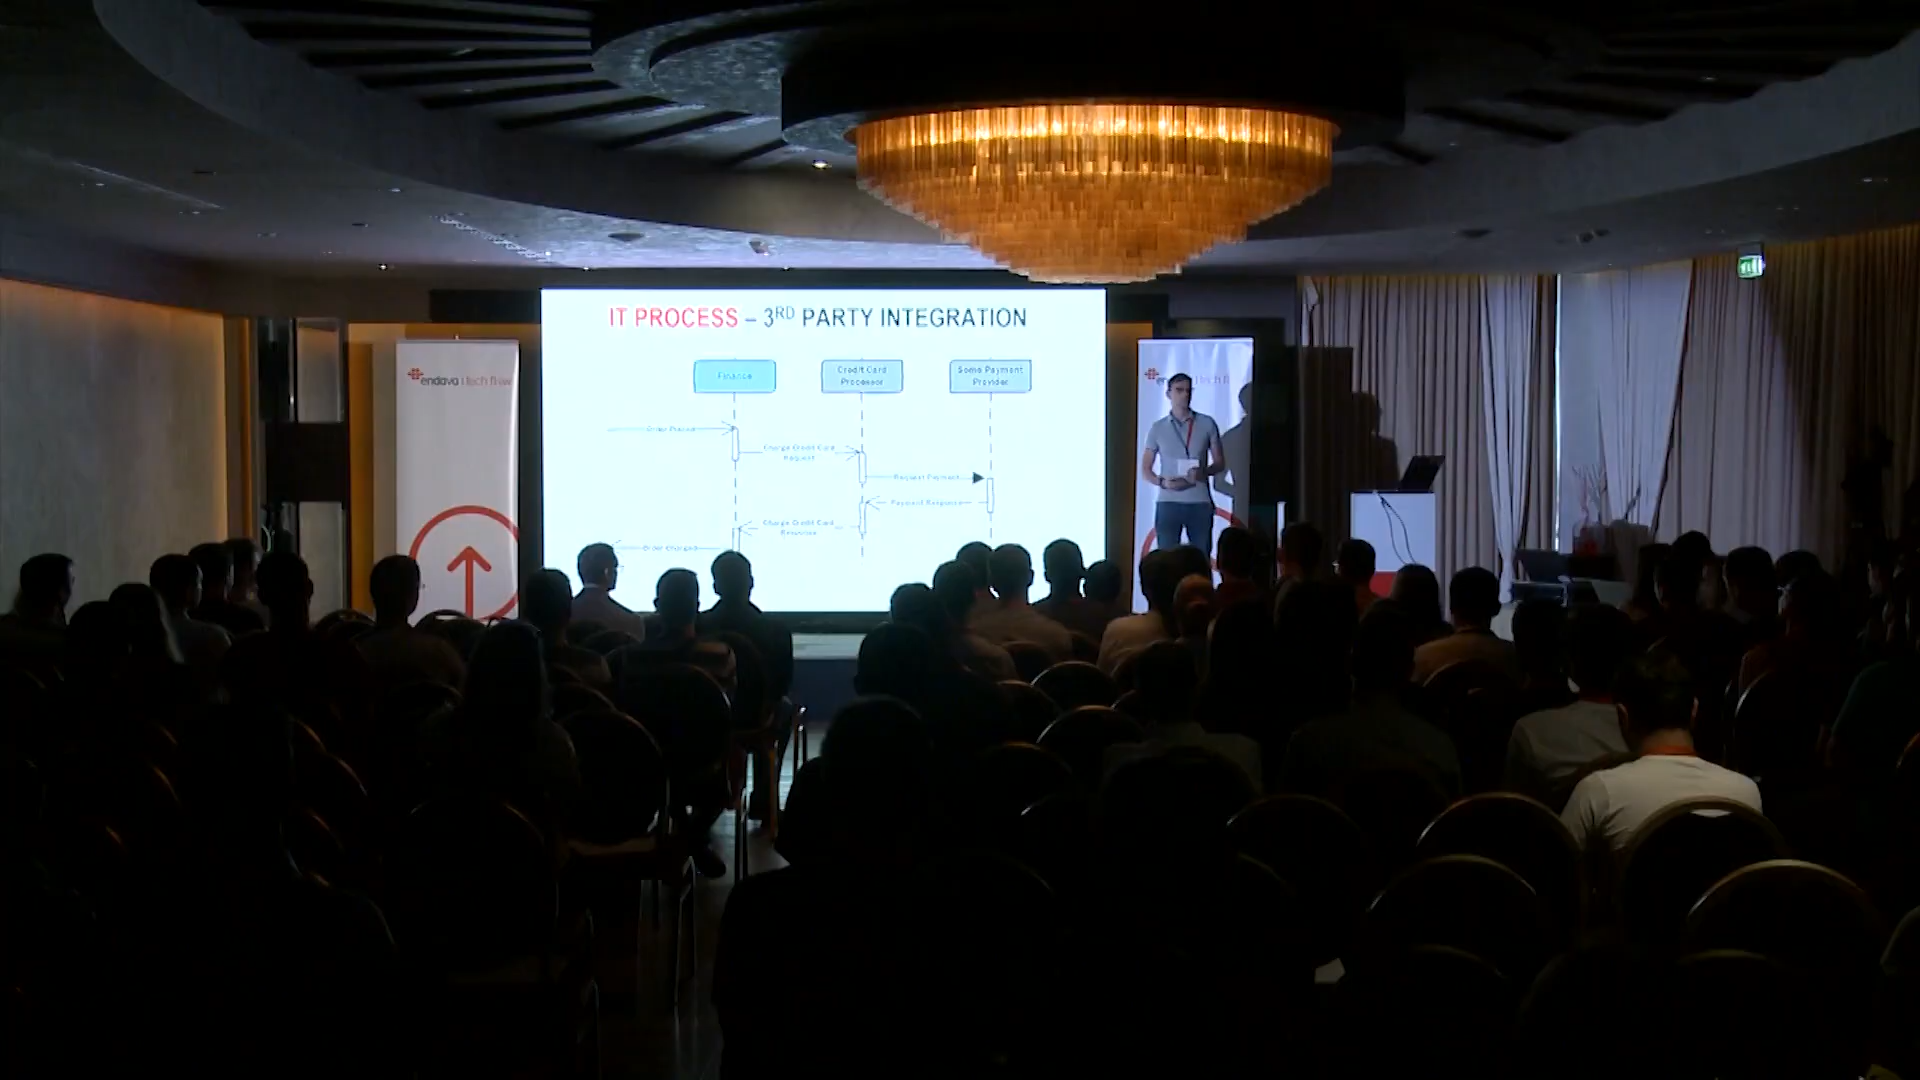 IT PROCESS – 3RD PARTY INTEGRATION
Finance
Credit Card
Processor
Some Payment
Provider
Order Placed
Charge Credit Card
Request
Request Payment
Payment Response
Charge Credit Card
Response
Order Charged
endava | tech flow